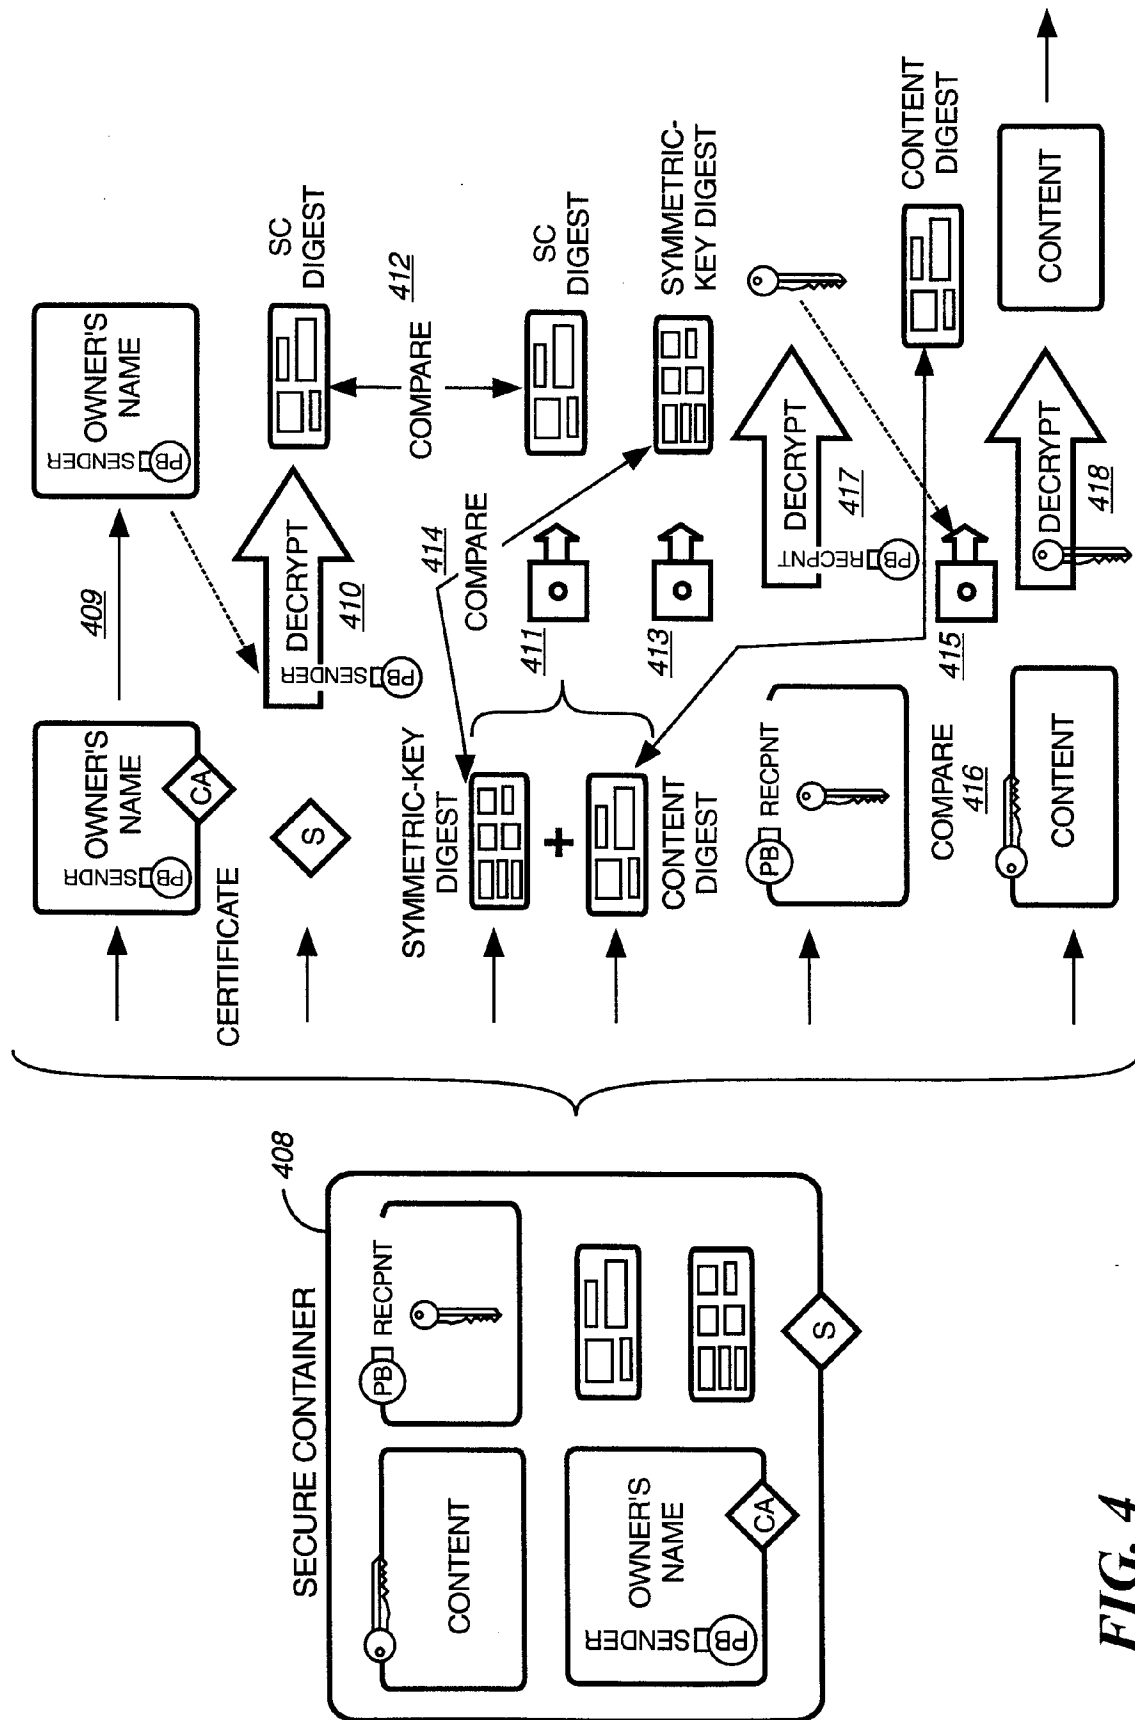 SECURE CONTAINER
408
CONTENT
PB RECPNT
PB SENDER
OWNER'S
NAME
CA
S
PB SENDR
OWNER'S
NAME
CA
CERTIFICATE
409
PB SENDER
OWNER'S
NAME
S
PB SENDER
DECRYPT
410
SC
DIGEST
COMPARE
412
SC
DIGEST
SYMMETRIC-KEY
DIGEST
+
CONTENT
DIGEST
414
COMPARE
411
413
SYMMETRIC-
KEY DIGEST
PB RECPNT
PB RECPNT
DECRYPT
417
COMPARE
416
415
CONTENT
DIGEST
CONTENT
DECRYPT
418
CONTENT
FIG. 4